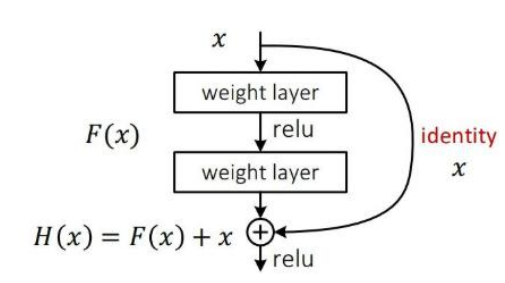 x
weight layer
relu
F(x)
identity
x
weight layer
H(x) = F(x) + x
+
relu